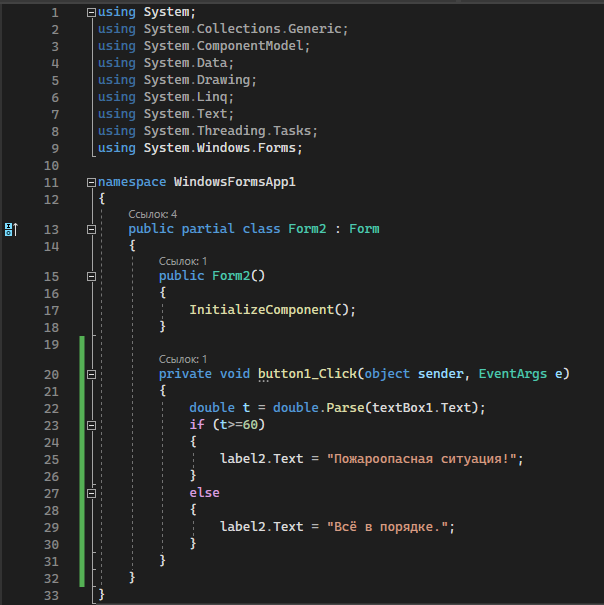 1 using System;
2 using System.Collections.Generic;
3 using System.ComponentModel;
4 using System.Data;
5 using System.Drawing;
6 using System.Linq;
7 using System.Text;
8 using System.Threading.Tasks;
9 using System.Windows.Forms;
10
11 namespace WindowsFormsApp1
12 {
Ссылок: 4
13 public partial class Form2 : Form
14 {
Ссылок: 1
15 public Form2()
16 {
17 InitializeComponent();
18 }
19
Ссылок: 1
20 private void button1_Click(object sender, EventArgs e)
21 {
22 double t = double.Parse(textBox1.Text);
23 if (t>=60)
24 {
25 label2.Text = "Пожароопасная ситуация!";
26 }
27 else
28 {
29 label2.Text = "Всё в порядке.";
30 }
31 }
32 }
33 }